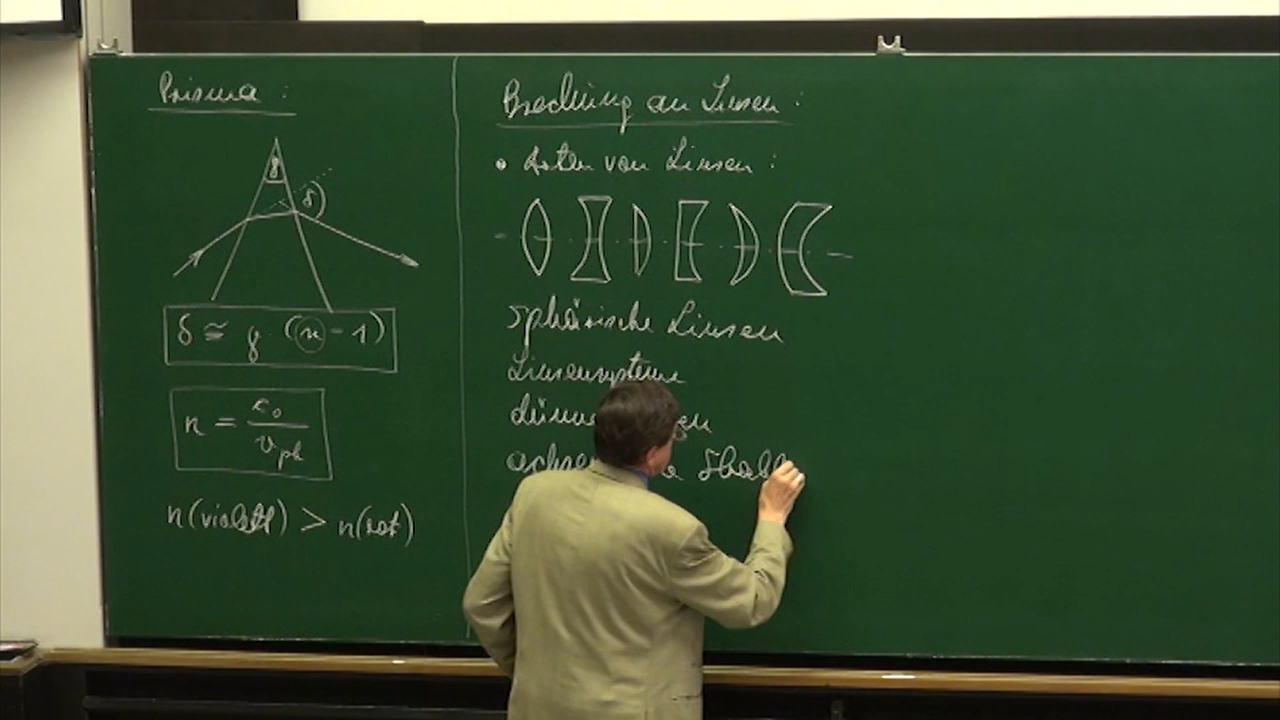 Prisma :
γ
δ
δ ≅ γ · (n - 1)
n = c₀ / v_ph
n(violett) > n(rot)
Brechung an Linsen :
• Arten von Linsen :
sphärische Linsen
Linsensysteme